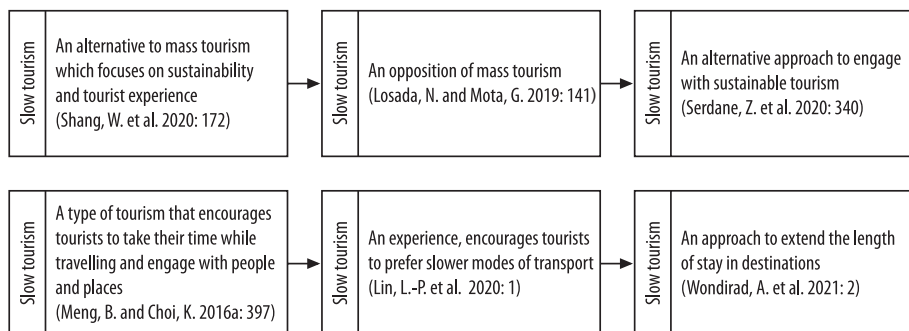 Slow tourism
An alternative to mass tourism
which focuses on sustainability
and tourist experience
(Shang, W. et al. 2020: 172)
Slow tourism
An opposition of mass tourism
(Losada, N. and Mota, G. 2019: 141)
Slow tourism
An alternative approach to engage
with sustainable tourism
(Serdane, Z. et al. 2020: 340)
Slow tourism
A type of tourism that encourages
tourists to take their time while
travelling and engage with people
and places
(Meng, B. and Choi, K. 2016a: 397)
Slow tourism
An experience, encourages tourists
to prefer slower modes of transport
(Lin, L.-P. et al. 2020: 1)
Slow tourism
An approach to extend the length
of stay in destinations
(Wondirad, A. et al. 2021: 2)